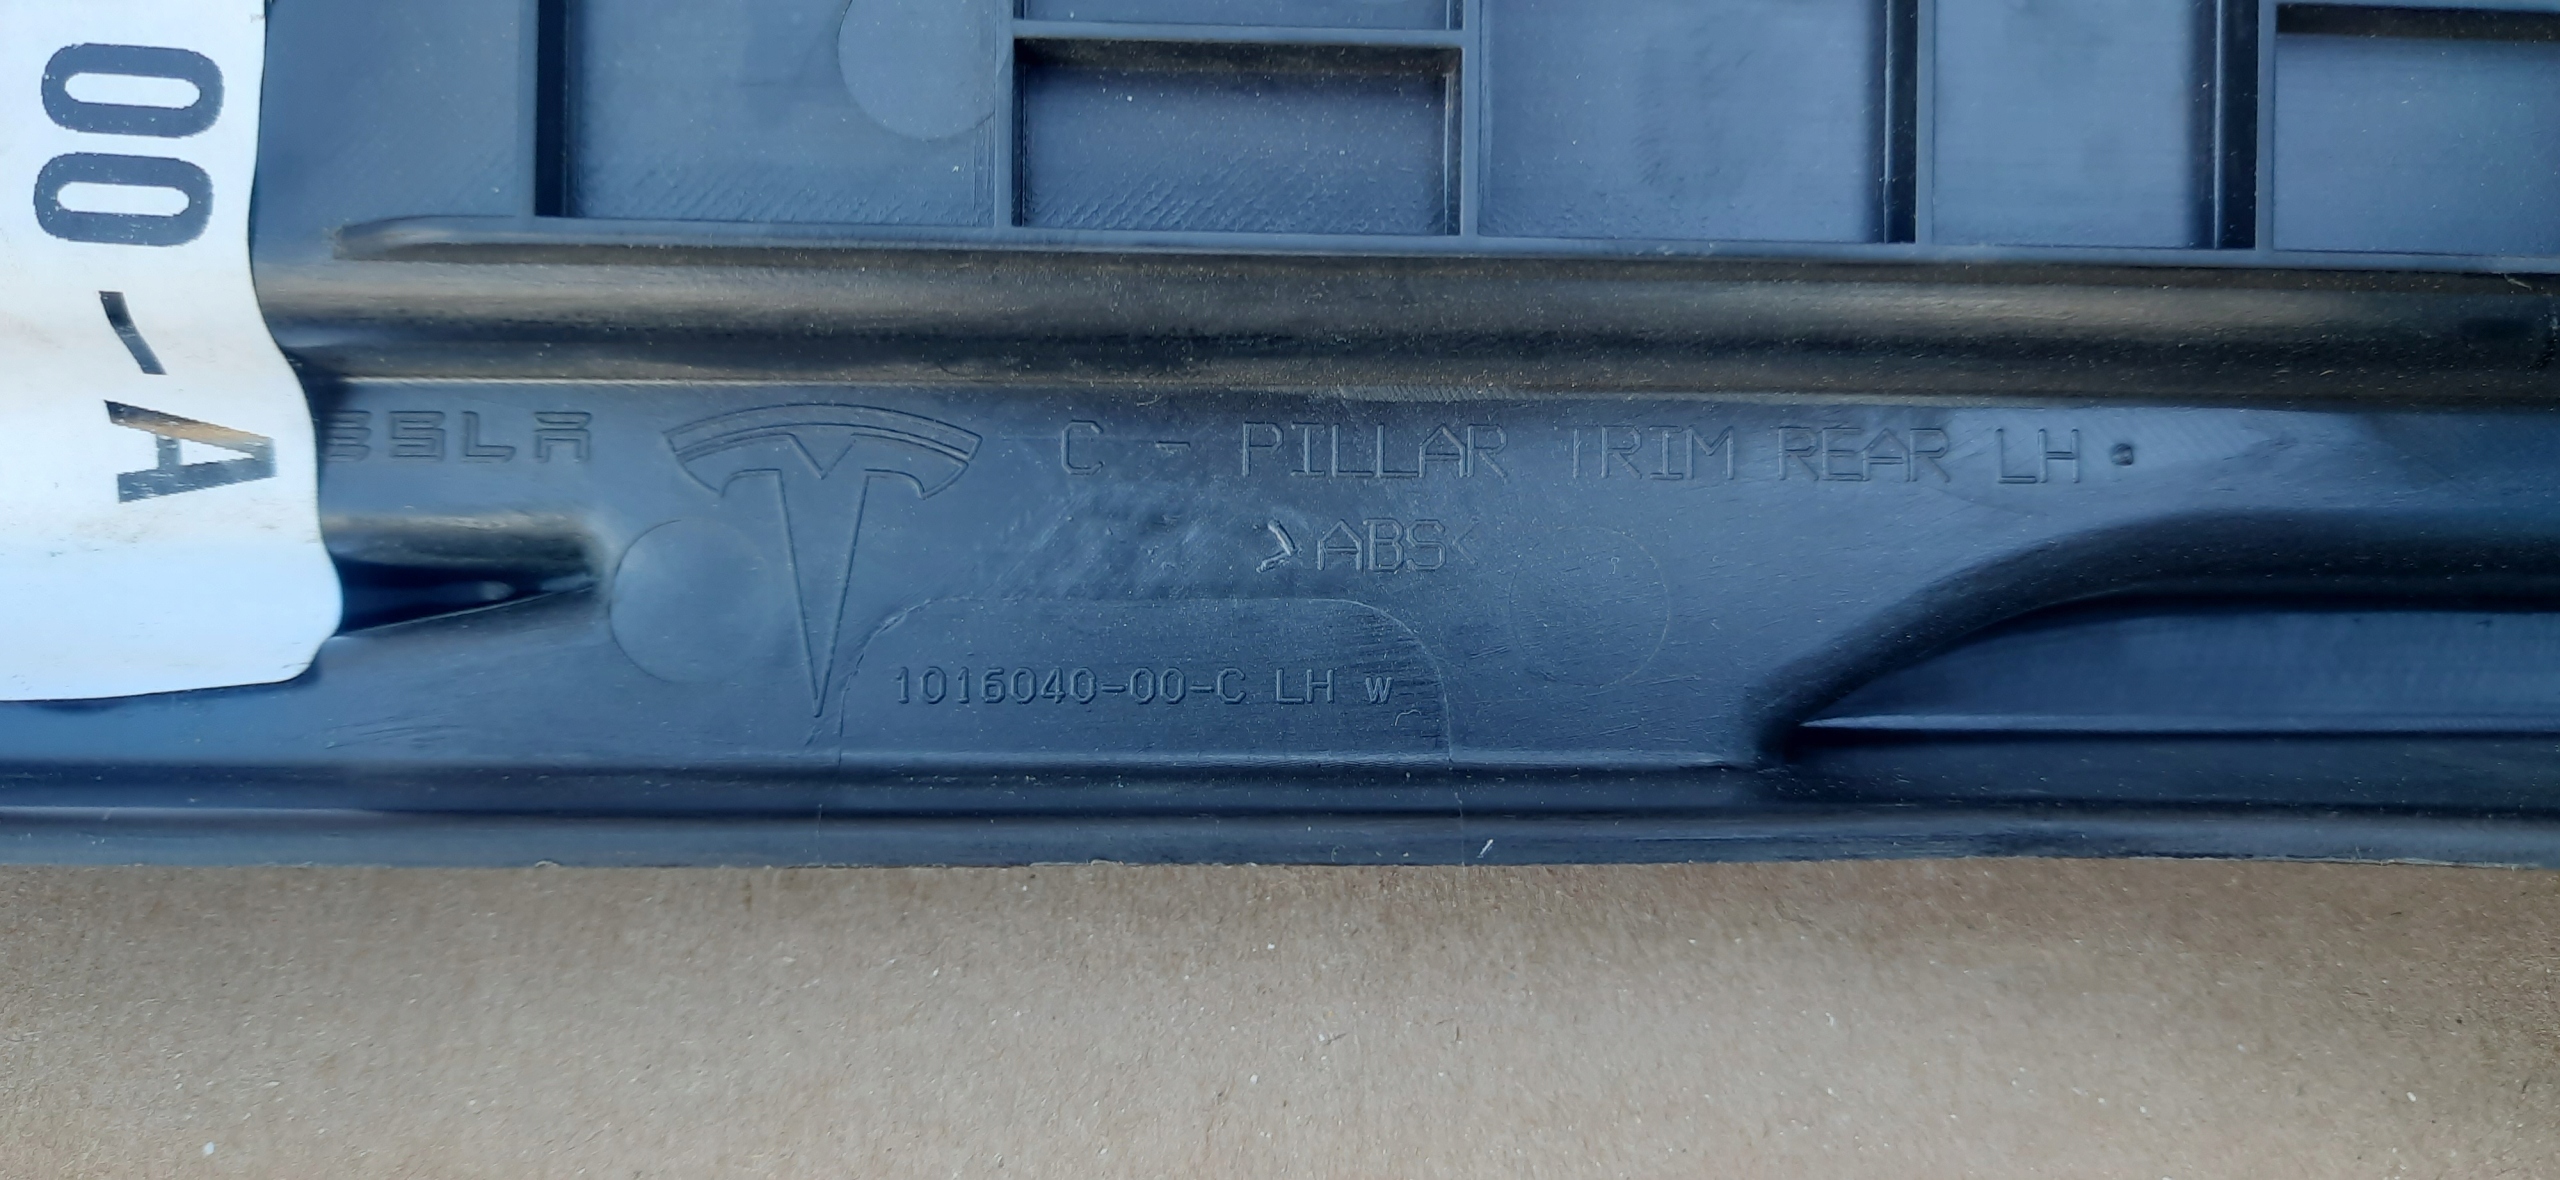 00-A
TESLA C - PILLAR TRIM REAR LH
>ABS<
1016040-00-C LH W